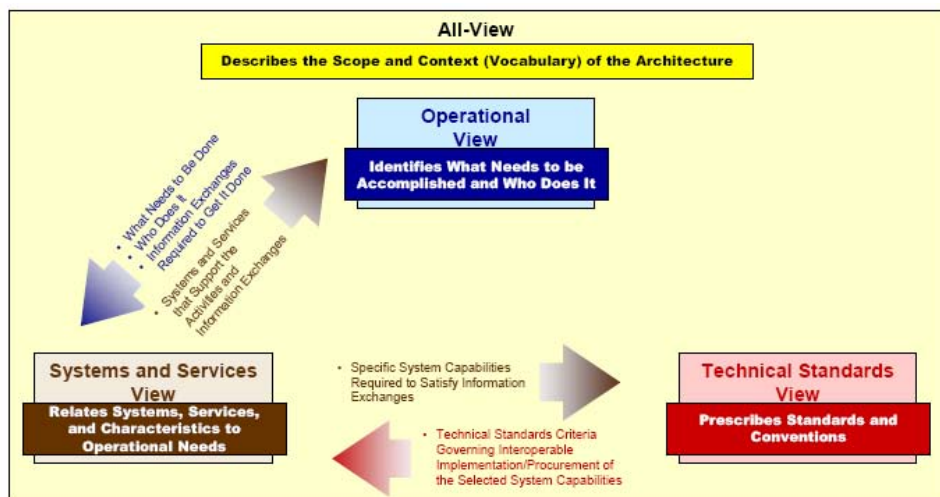 All-View
Describes the Scope and Context (Vocabulary) of the Architecture
Operational
View
Identifies What Needs to be
Accomplished and Who Does It
• What Needs to Be Done
• Who Does It
• Information Exchanges
Required to Get It Done
• Systems and Services
that Support the
Activities and
Information Exchanges
Systems and Services
View
Relates Systems, Services,
and Characteristics to
Operational Needs
• Specific System Capabilities
Required to Satisfy Information
Exchanges
• Technical Standards Criteria
Governing Interoperable
Implementation/Procurement of
the Selected System Capabilities
Technical Standards
View
Prescribes Standards and
Conventions